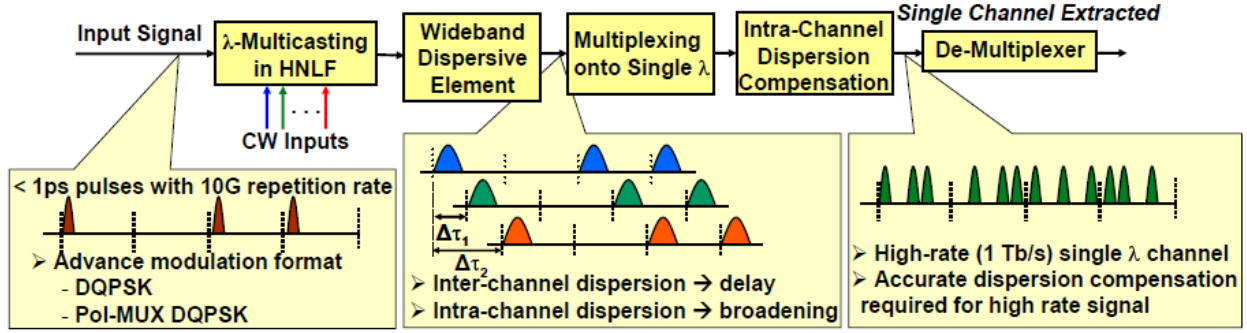 Single Channel Extracted
Input Signal
λ-Multicasting
in HNLF
Wideband
Dispersive
Element
Multiplexing
onto Single λ
Intra-Channel
Dispersion
Compensation
De-Multiplexer
. . .
CW Inputs
< 1ps pulses with 10G repetition rate
➢ Advance modulation format
- DQPSK
- Pol-MUX DQPSK
Δτ1
Δτ2
➢ Inter-channel dispersion → delay
➢ Intra-channel dispersion → broadening
➢ High-rate (1 Tb/s) single λ channel
➢ Accurate dispersion compensation
required for high rate signal